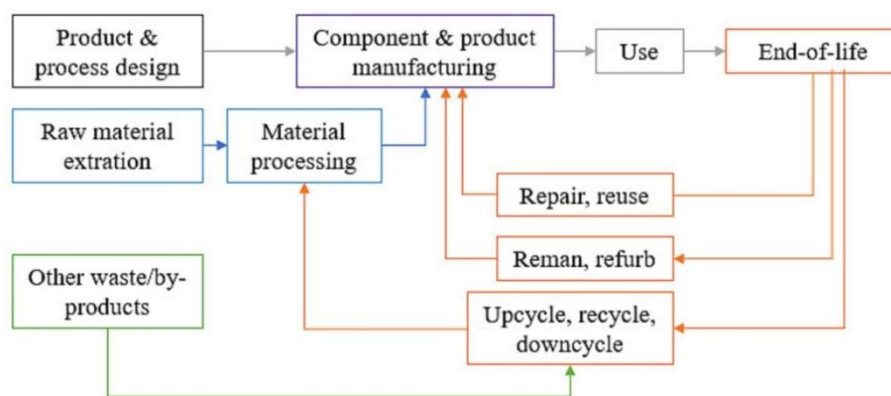 Product &
process design
Component & product
manufacturing
Use
End-of-life
Raw material
extration
Material
processing
Repair, reuse
Reman, refurb
Other waste/by-
products
Upcycle, recycle,
downcycle